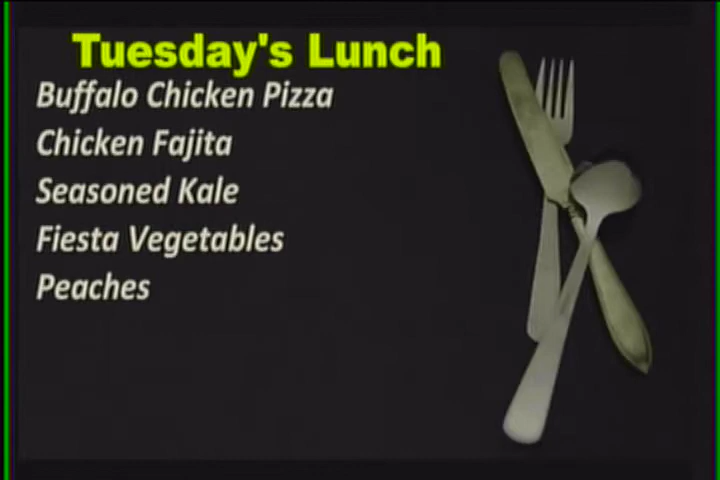 Tuesday's Lunch
Buffalo Chicken Pizza
Chicken Fajita
Seasoned Kale
Fiesta Vegetables
Peaches